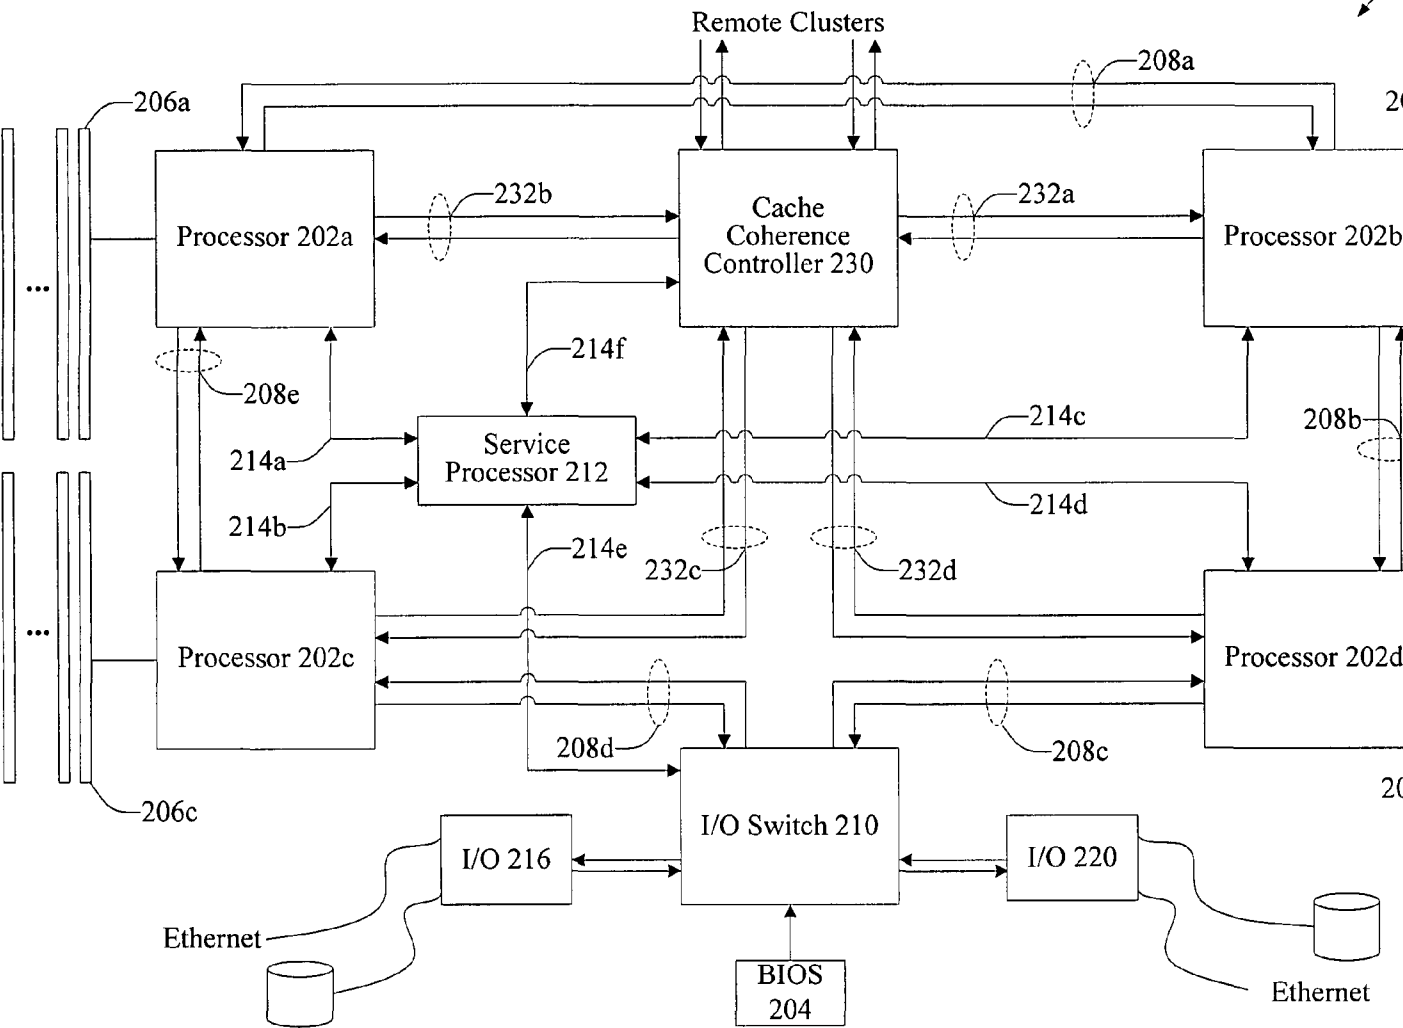 Remote Clusters
208a
206a
20
232b
232a
Processor 202a
Cache
Coherence
Controller 230
Processor 202b
...
214f
208e
214c
208b
214a
Service
Processor 212
214d
214b
214e
232c
232d
...
Processor 202c
Processor 202d
208d
208c
206c
20
I/O Switch 210
I/O 216
I/O 220
Ethernet
BIOS
204
Ethernet